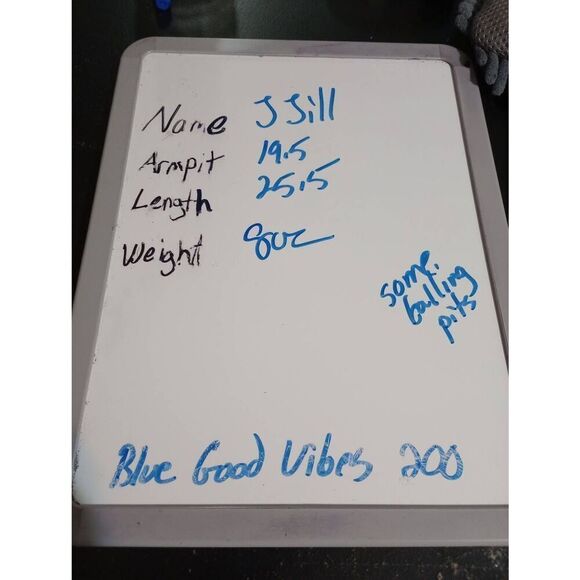 Name J Jill
Armpit 19.5
Length 25.5
Weight 8oz
some
balling
pits
Blue Good Vibes 200